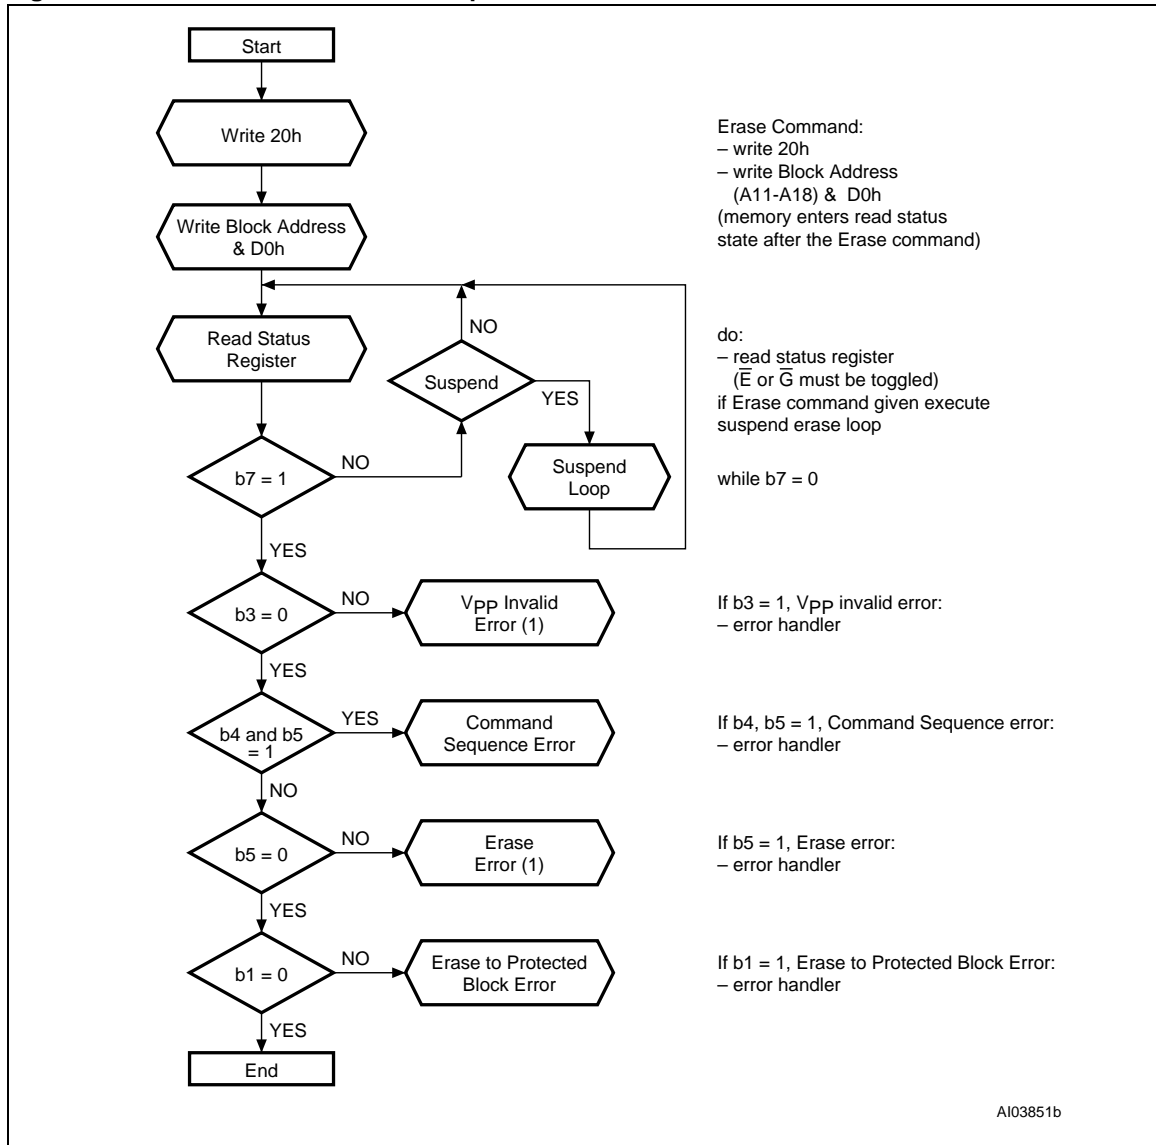 Start
Write 20h
Erase Command:
– write 20h
– write Block Address
(A11-A18) & D0h
(memory enters read status
state after the Erase command)
Write Block Address
& D0h
NO
Read Status
Register
Suspend
YES
do:
– read status register
(E̅ or G̅ must be toggled)
if Erase command given execute
suspend erase loop
while b7 = 0
b7 = 1
NO
Suspend
Loop
YES
b3 = 0
NO
VPP Invalid
Error (1)
If b3 = 1, VPP invalid error:
– error handler
YES
b4 and b5
= 1
YES
Command
Sequence Error
If b4, b5 = 1, Command Sequence error:
– error handler
NO
b5 = 0
NO
Erase
Error (1)
If b5 = 1, Erase error:
– error handler
YES
b1 = 0
NO
Erase to Protected
Block Error
If b1 = 1, Erase to Protected Block Error:
– error handler
YES
End
AI03851b